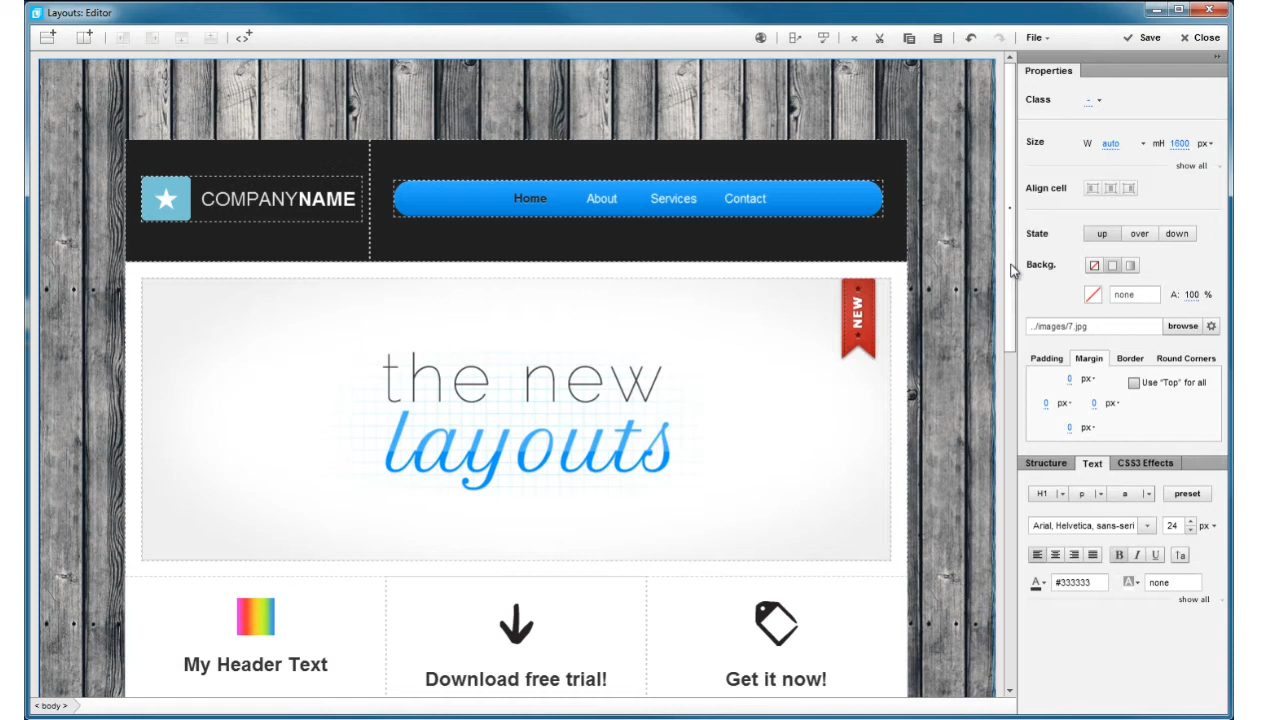 Layouts: Editor
File
Save
Close
Properties
Class
-
Size
W
auto
mH
1600
px
show all
Align cell
State
up
over
down
Backg.
none
A: 100 %
../images/7.jpg
browse
Padding
Margin
Border
Round Corners
0 px
Use "Top" for all
0 px
0 px
0 px
Structure
Text
CSS3 Effects
H1
p
a
preset
Arial, Helvetica, sans-seri
24
px
B I U
A
#333333
A
none
show all
COMPANYNAME
Home
About
Services
Contact
NEW
the new
layouts
My Header Text
Download free trial!
Get it now!
< body >